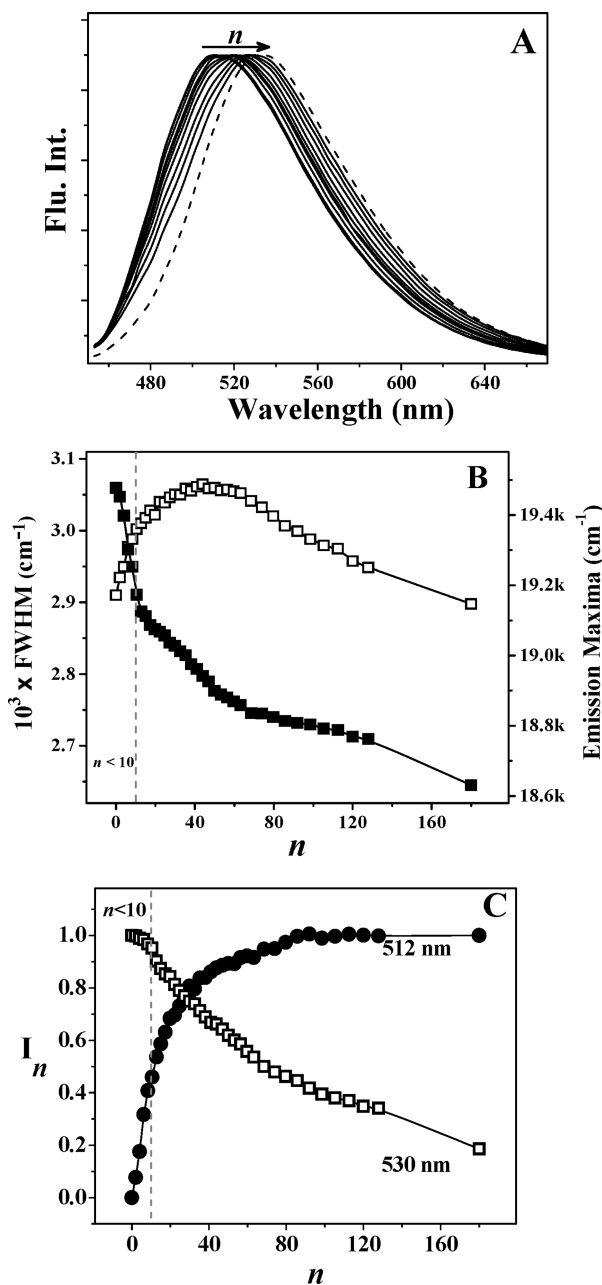 n
A
Flu. Int.
480 520 560 600 640
Wavelength (nm)
B
3.1
3.0
2.9
2.8
2.7
10³ x FWHM (cm⁻¹)
19.4k
19.2k
19.0k
18.8k
18.6k
Emission Maxima (cm⁻¹)
n < 10
0 40 80 120 160
n
C
n<10
1.0
0.8
0.6
0.4
0.2
0.0
Iₙ
512 nm
530 nm
0 40 80 120 160
n